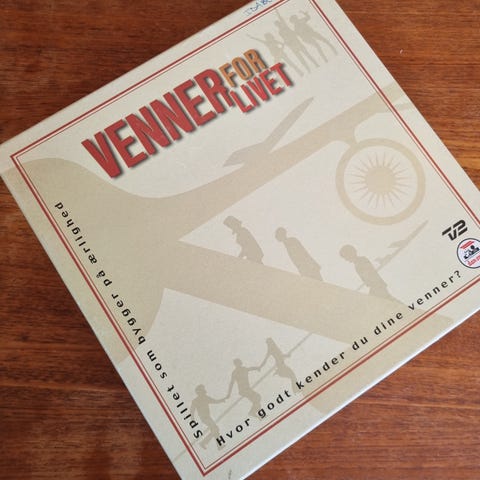 VENNER FOR
LIVET
Spillet som bygger på ærlighed
Hvor godt kender du dine venner?
TV2